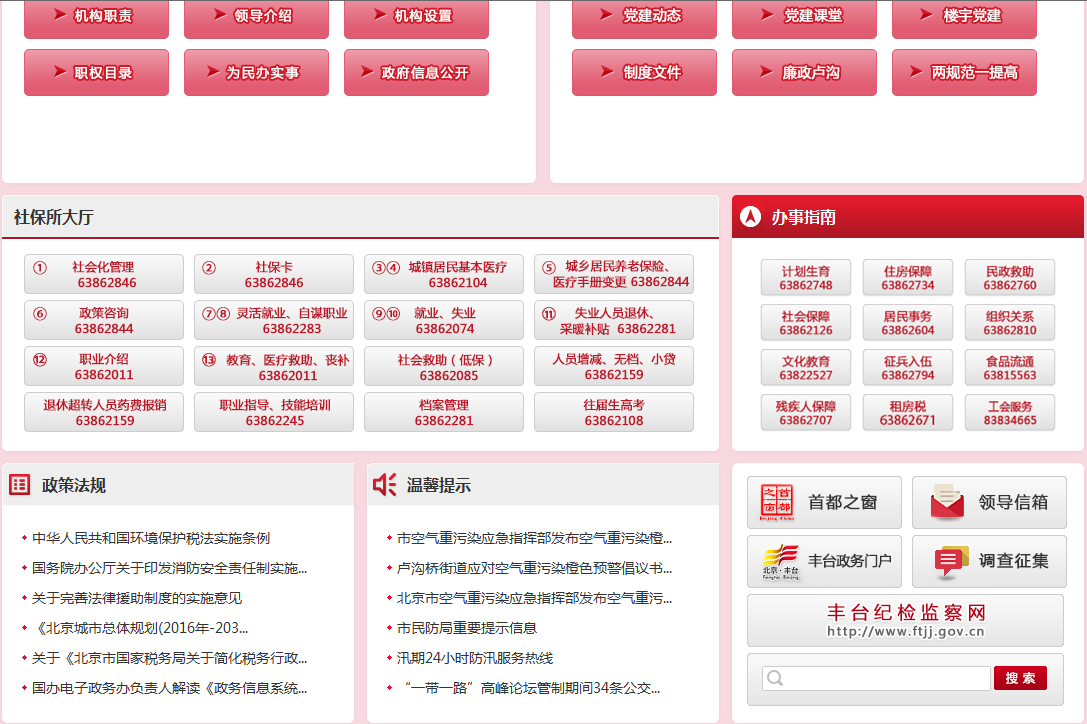 机构职责
领导介绍
机构设置
党建动态
党建课堂
楼宇党建
职权目录
为民办实事
政府信息公开
制度文件
廉政卢沟
两规范一提高
社保所大厅
① 社会化管理
63862846
② 社保卡
63862846
③④ 城镇居民基本医疗
63862104
⑤ 城乡居民养老保险、
医疗手册变更 63862844
⑥ 政策咨询
63862844
⑦⑧ 灵活就业、自谋职业
63862283
⑨⑩ 就业、失业
63862074
⑪ 失业人员退休、
采暖补贴 63862281
⑫ 职业介绍
63862011
⑬ 教育、医疗救助、丧补
63862011
社会救助（低保）
63862085
人员增减、无档、小贷
63862159
退休超转人员药费报销
63862159
职业指导、技能培训
63862245
档案管理
63862281
往届生高考
63862108
办事指南
计划生育
63862748
住房保障
63862734
民政救助
63862760
社会保障
63862126
居民事务
63862604
组织关系
63862810
文化教育
63822527
征兵入伍
63862794
食品流通
63815563
残疾人保障
63862707
租房税
63862671
工会服务
83834665
政策法规
中华人民共和国环境保护税法实施条例
国务院办公厅关于印发消防安全责任制实施...
关于完善法律援助制度的实施意见
《北京城市总体规划(2016年-203...
关于《北京市国家税务局关于简化税务行政...
国办电子政务办负责人解读《政务信息系统...
温馨提示
市空气重污染应急指挥部发布空气重污染橙...
卢沟桥街道应对空气重污染橙色预警倡议书...
北京市空气重污染应急指挥部发布空气重污...
市民防局重要提示信息
汛期24小时防汛服务热线
“一带一路”高峰论坛管制期间34条公交...
首都之窗
首都之窗
领导信箱
北京·丰台
Fengtai Beijing
丰台政务门户
调查征集
丰台纪检监察网
http://www.ftjj.gov.cn
搜 索